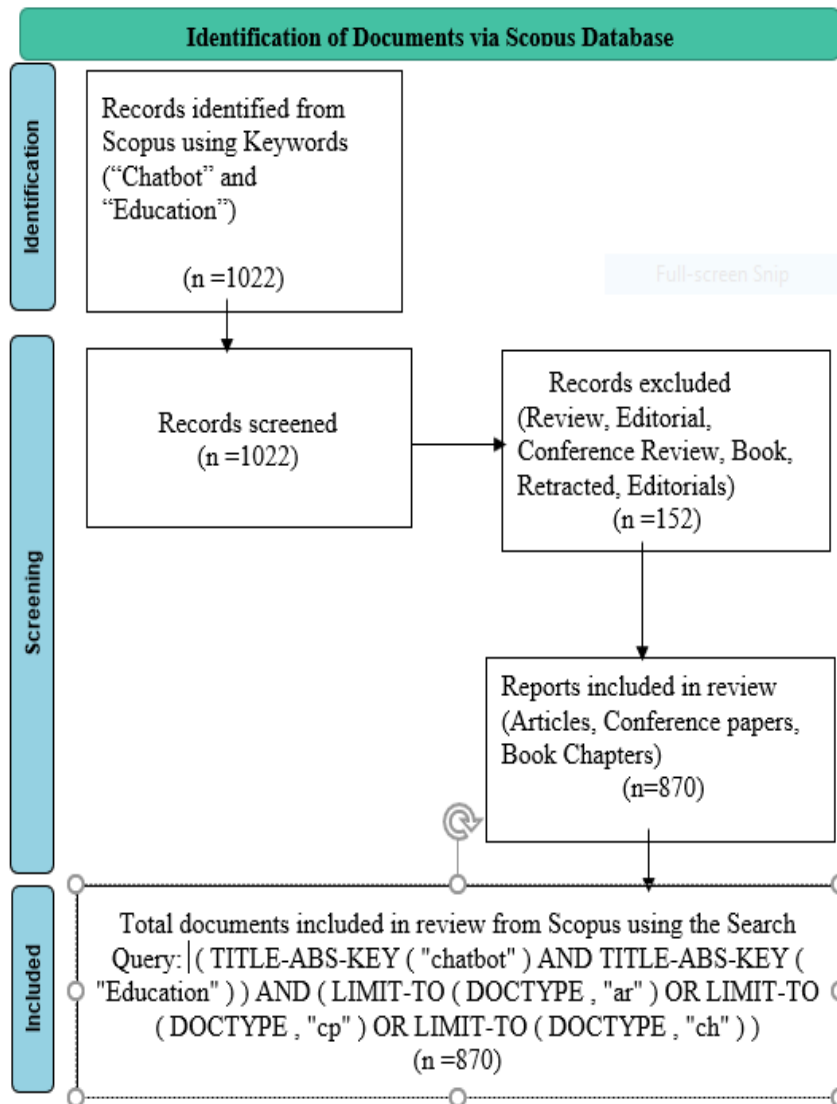 Identification of Documents via Scopus Database
Identification
Records identified from
Scopus using Keywords
(“Chatbot” and
“Education”)
(n =1022)
Full-screen Snip
Screening
Records screened
(n =1022)
Records excluded
(Review, Editorial,
Conference Review, Book,
Retracted, Editorials)
(n =152)
Reports included in review
(Articles, Conference papers,
Book Chapters)
(n=870)
Included
Total documents included in review from Scopus using the Search
Query: ( TITLE-ABS-KEY ( "chatbot" ) AND TITLE-ABS-KEY (
"Education" ) ) AND ( LIMIT-TO ( DOCTYPE , "ar" ) OR LIMIT-TO
( DOCTYPE , "cp" ) OR LIMIT-TO ( DOCTYPE , "ch" ) )
(n =870)